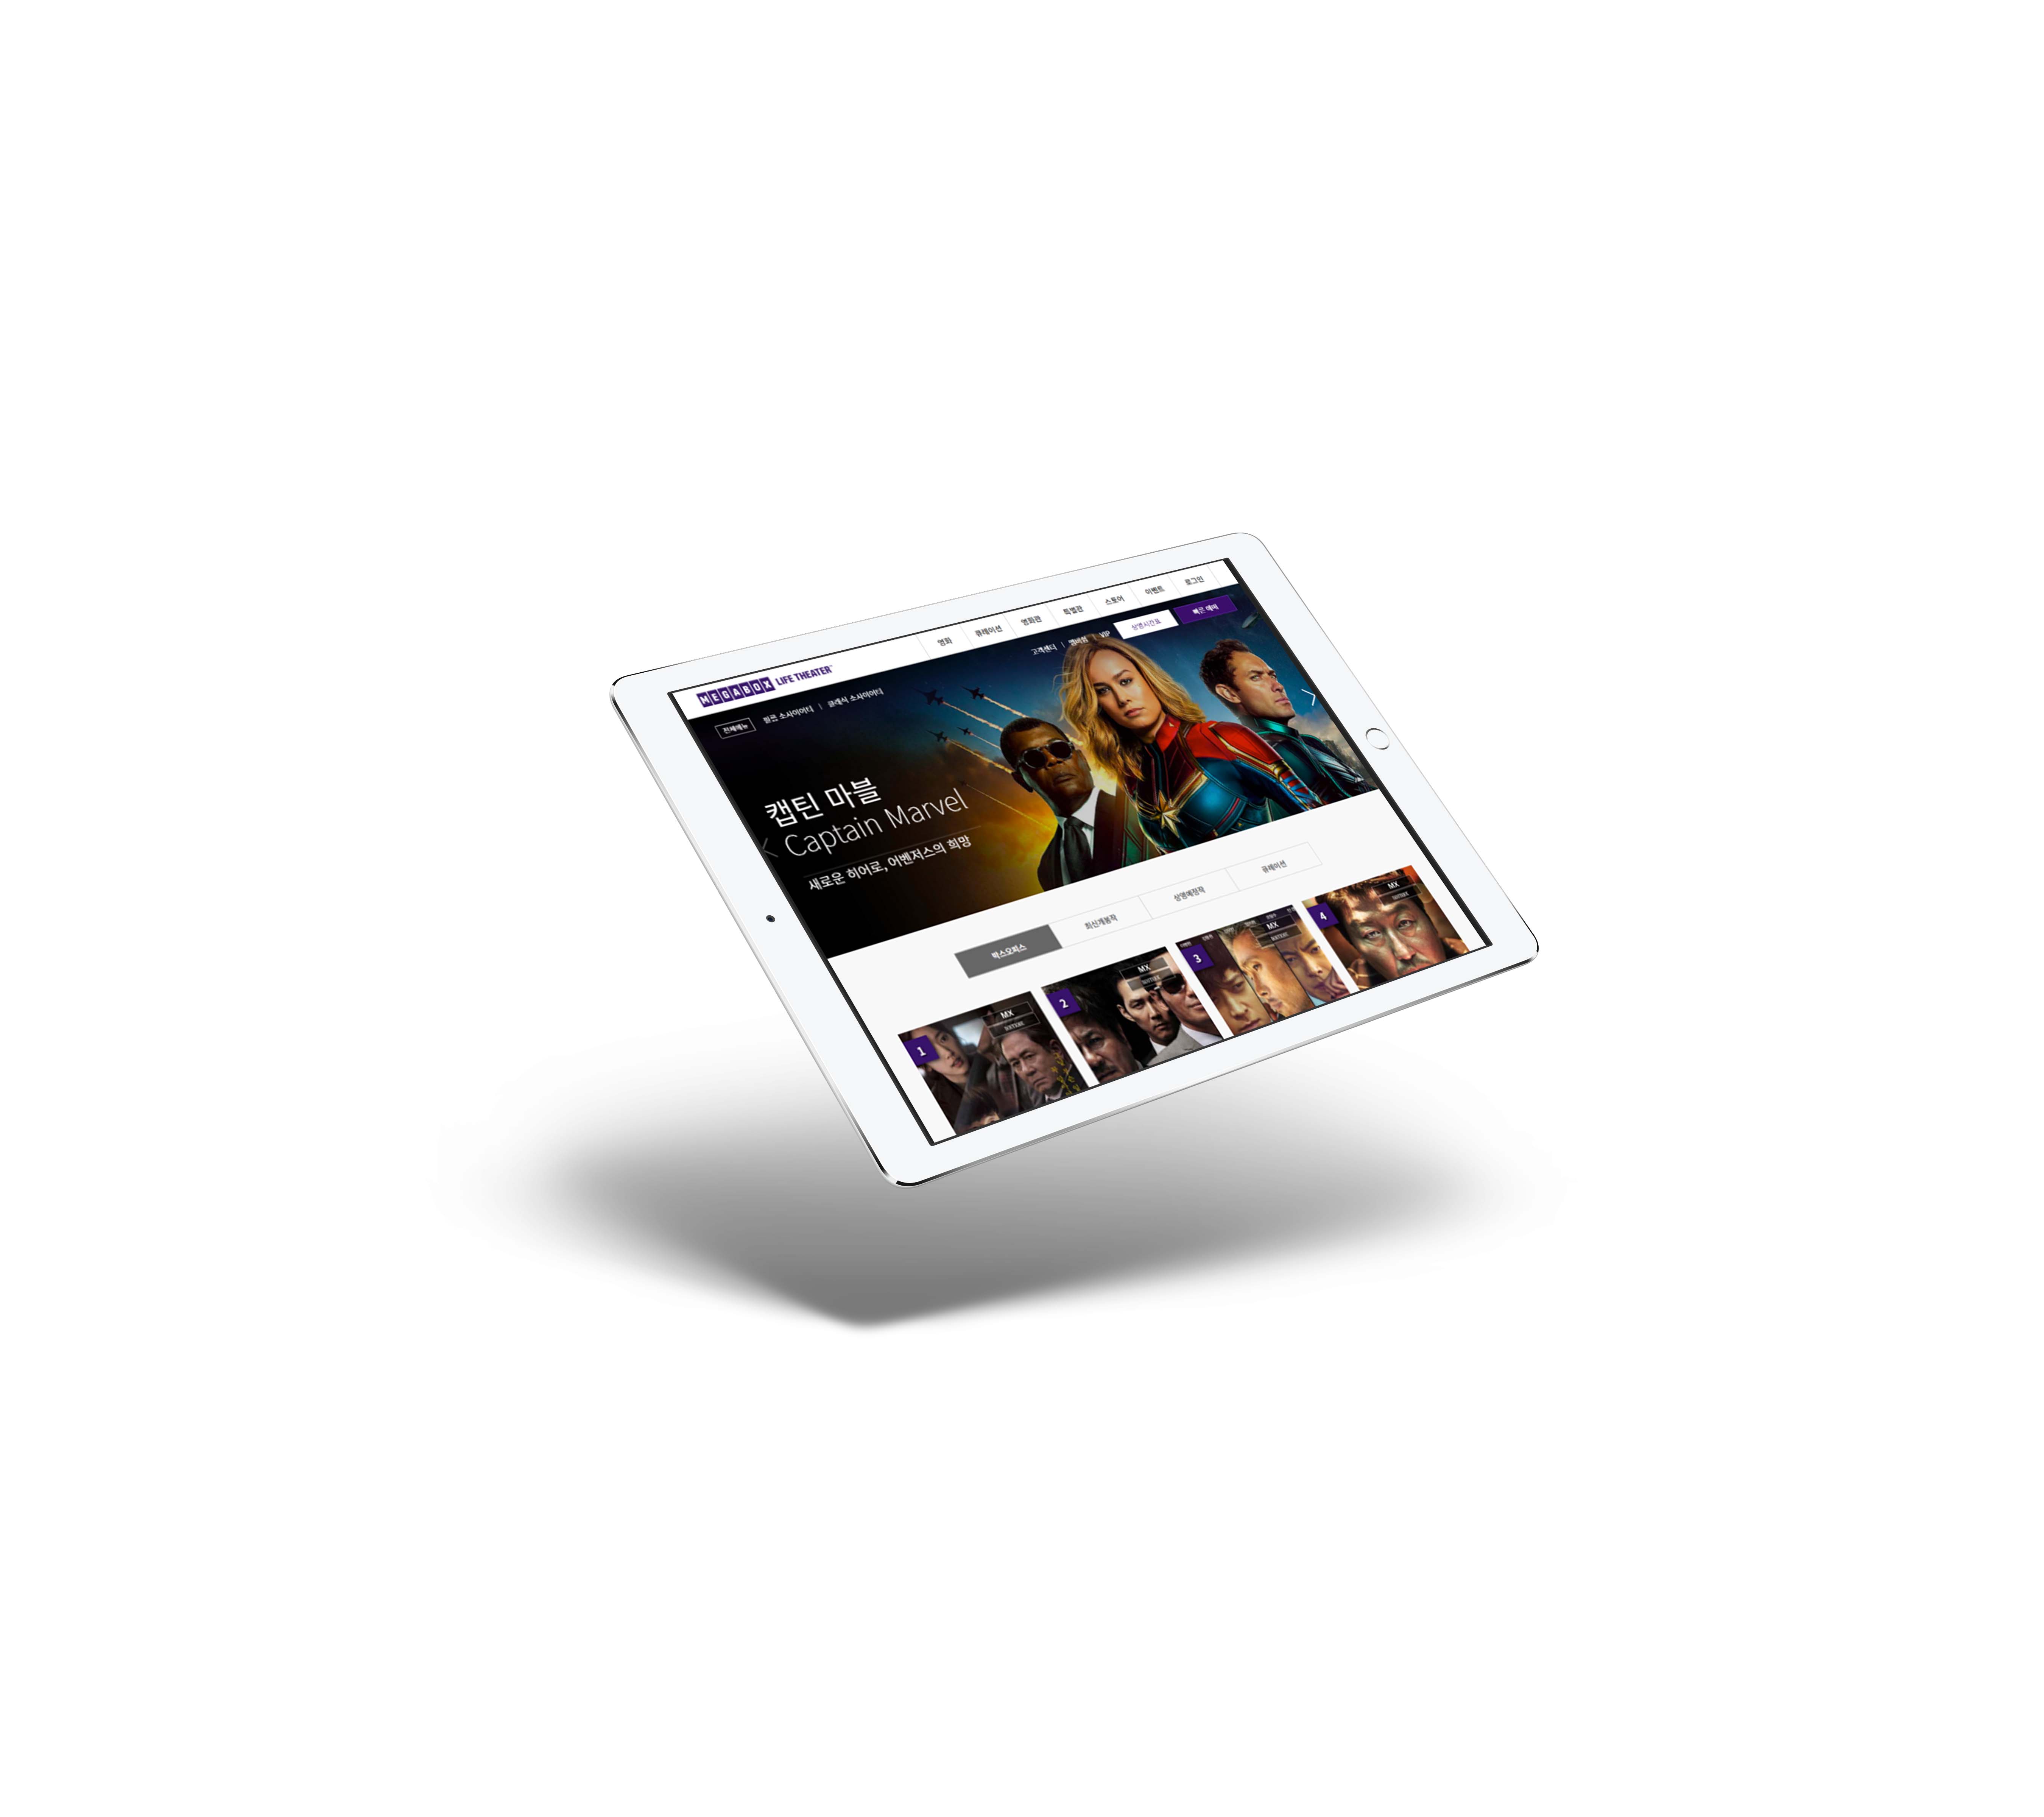 MEGABOX LIFE THEATER™
영화 큐레이션 영화관 특별관 스토어 이벤트 로그인
전체메뉴 필름 소사이어티 | 클래식 소사이어티
고객센터 | 멤버쉽 | VIP 상영시간표 빠른 예매
캡틴 마블
Captain Marvel
새로운 히어로, 어벤져스의 희망
박스오피스 최신개봉작 상영예정작 큐레이션
1 MX
2 MX
3 MX
4 MX